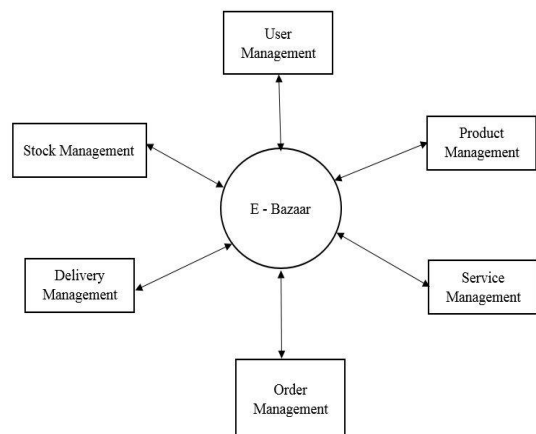 User
Management
Stock Management
Product
Management
E - Bazaar
Delivery
Management
Service
Management
Order
Management